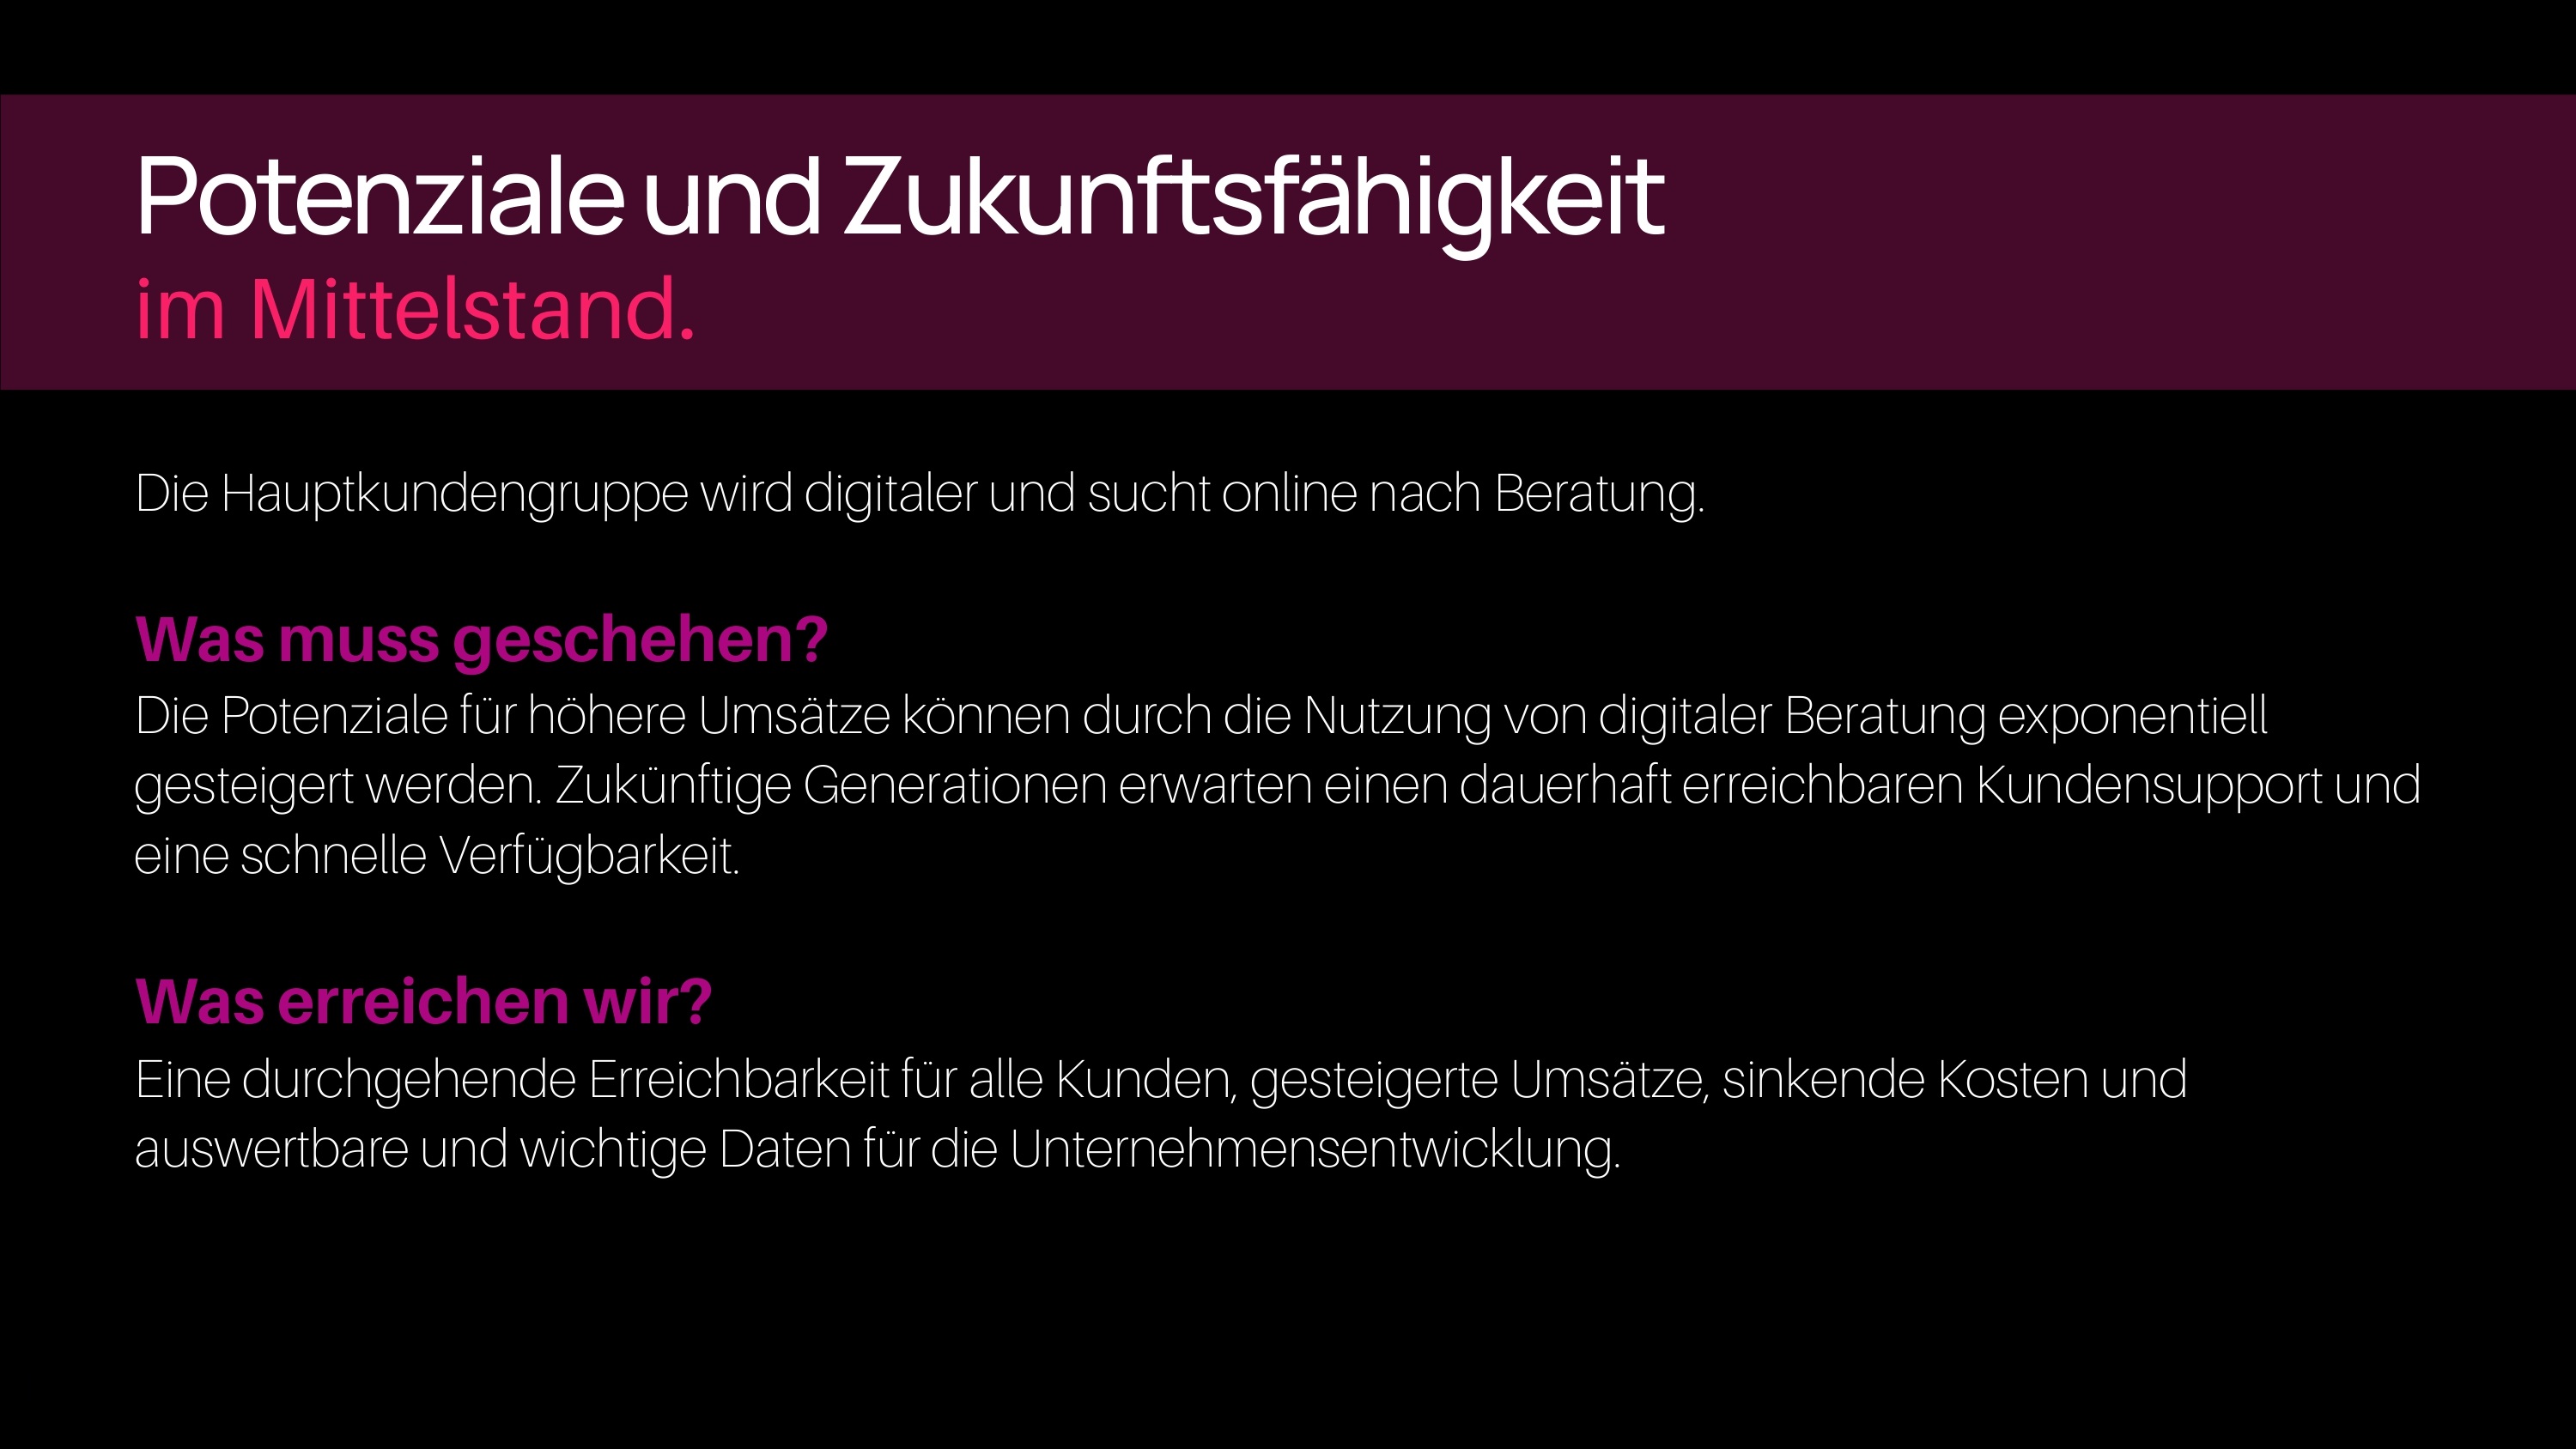 Potenziale und Zukunftsfähigkeit
im Mittelstand.
Die Hauptkundengruppe wird digitaler und sucht online nach Beratung.
Was muss geschehen?
Die Potenziale für höhere Umsätze können durch die Nutzung von digitaler Beratung exponentiell
gesteigert werden. Zukünftige Generationen erwarten einen dauerhaft erreichbaren Kundensupport und
eine schnelle Verfügbarkeit.
Was erreichen wir?
Eine durchgehende Erreichbarkeit für alle Kunden, gesteigerte Umsätze, sinkende Kosten und
auswertbare und wichtige Daten für die Unternehmensentwicklung.